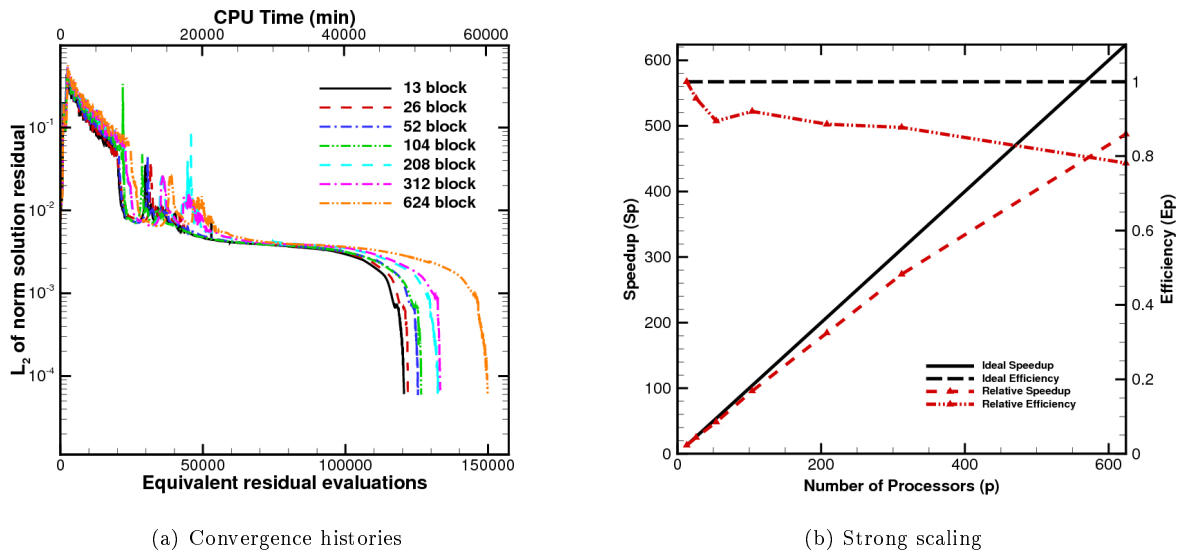 CPU Time (min)
0 20000 40000 60000
L2 of norm solution residual
10^-1
10^-2
10^-3
10^-4
13 block
26 block
52 block
104 block
208 block
312 block
624 block
0 50000 100000 150000
Equivalent residual evaluations
(a) Convergence histories
Speedup (Sp)
600
500
400
300
200
100
0
Ideal Speedup
Ideal Efficiency
Relative Speedup
Relative Efficiency
1
0.8
0.6
0.4
0.2
0
Efficiency (Ep)
0 200 400 600
Number of Processors (p)
(b) Strong scaling